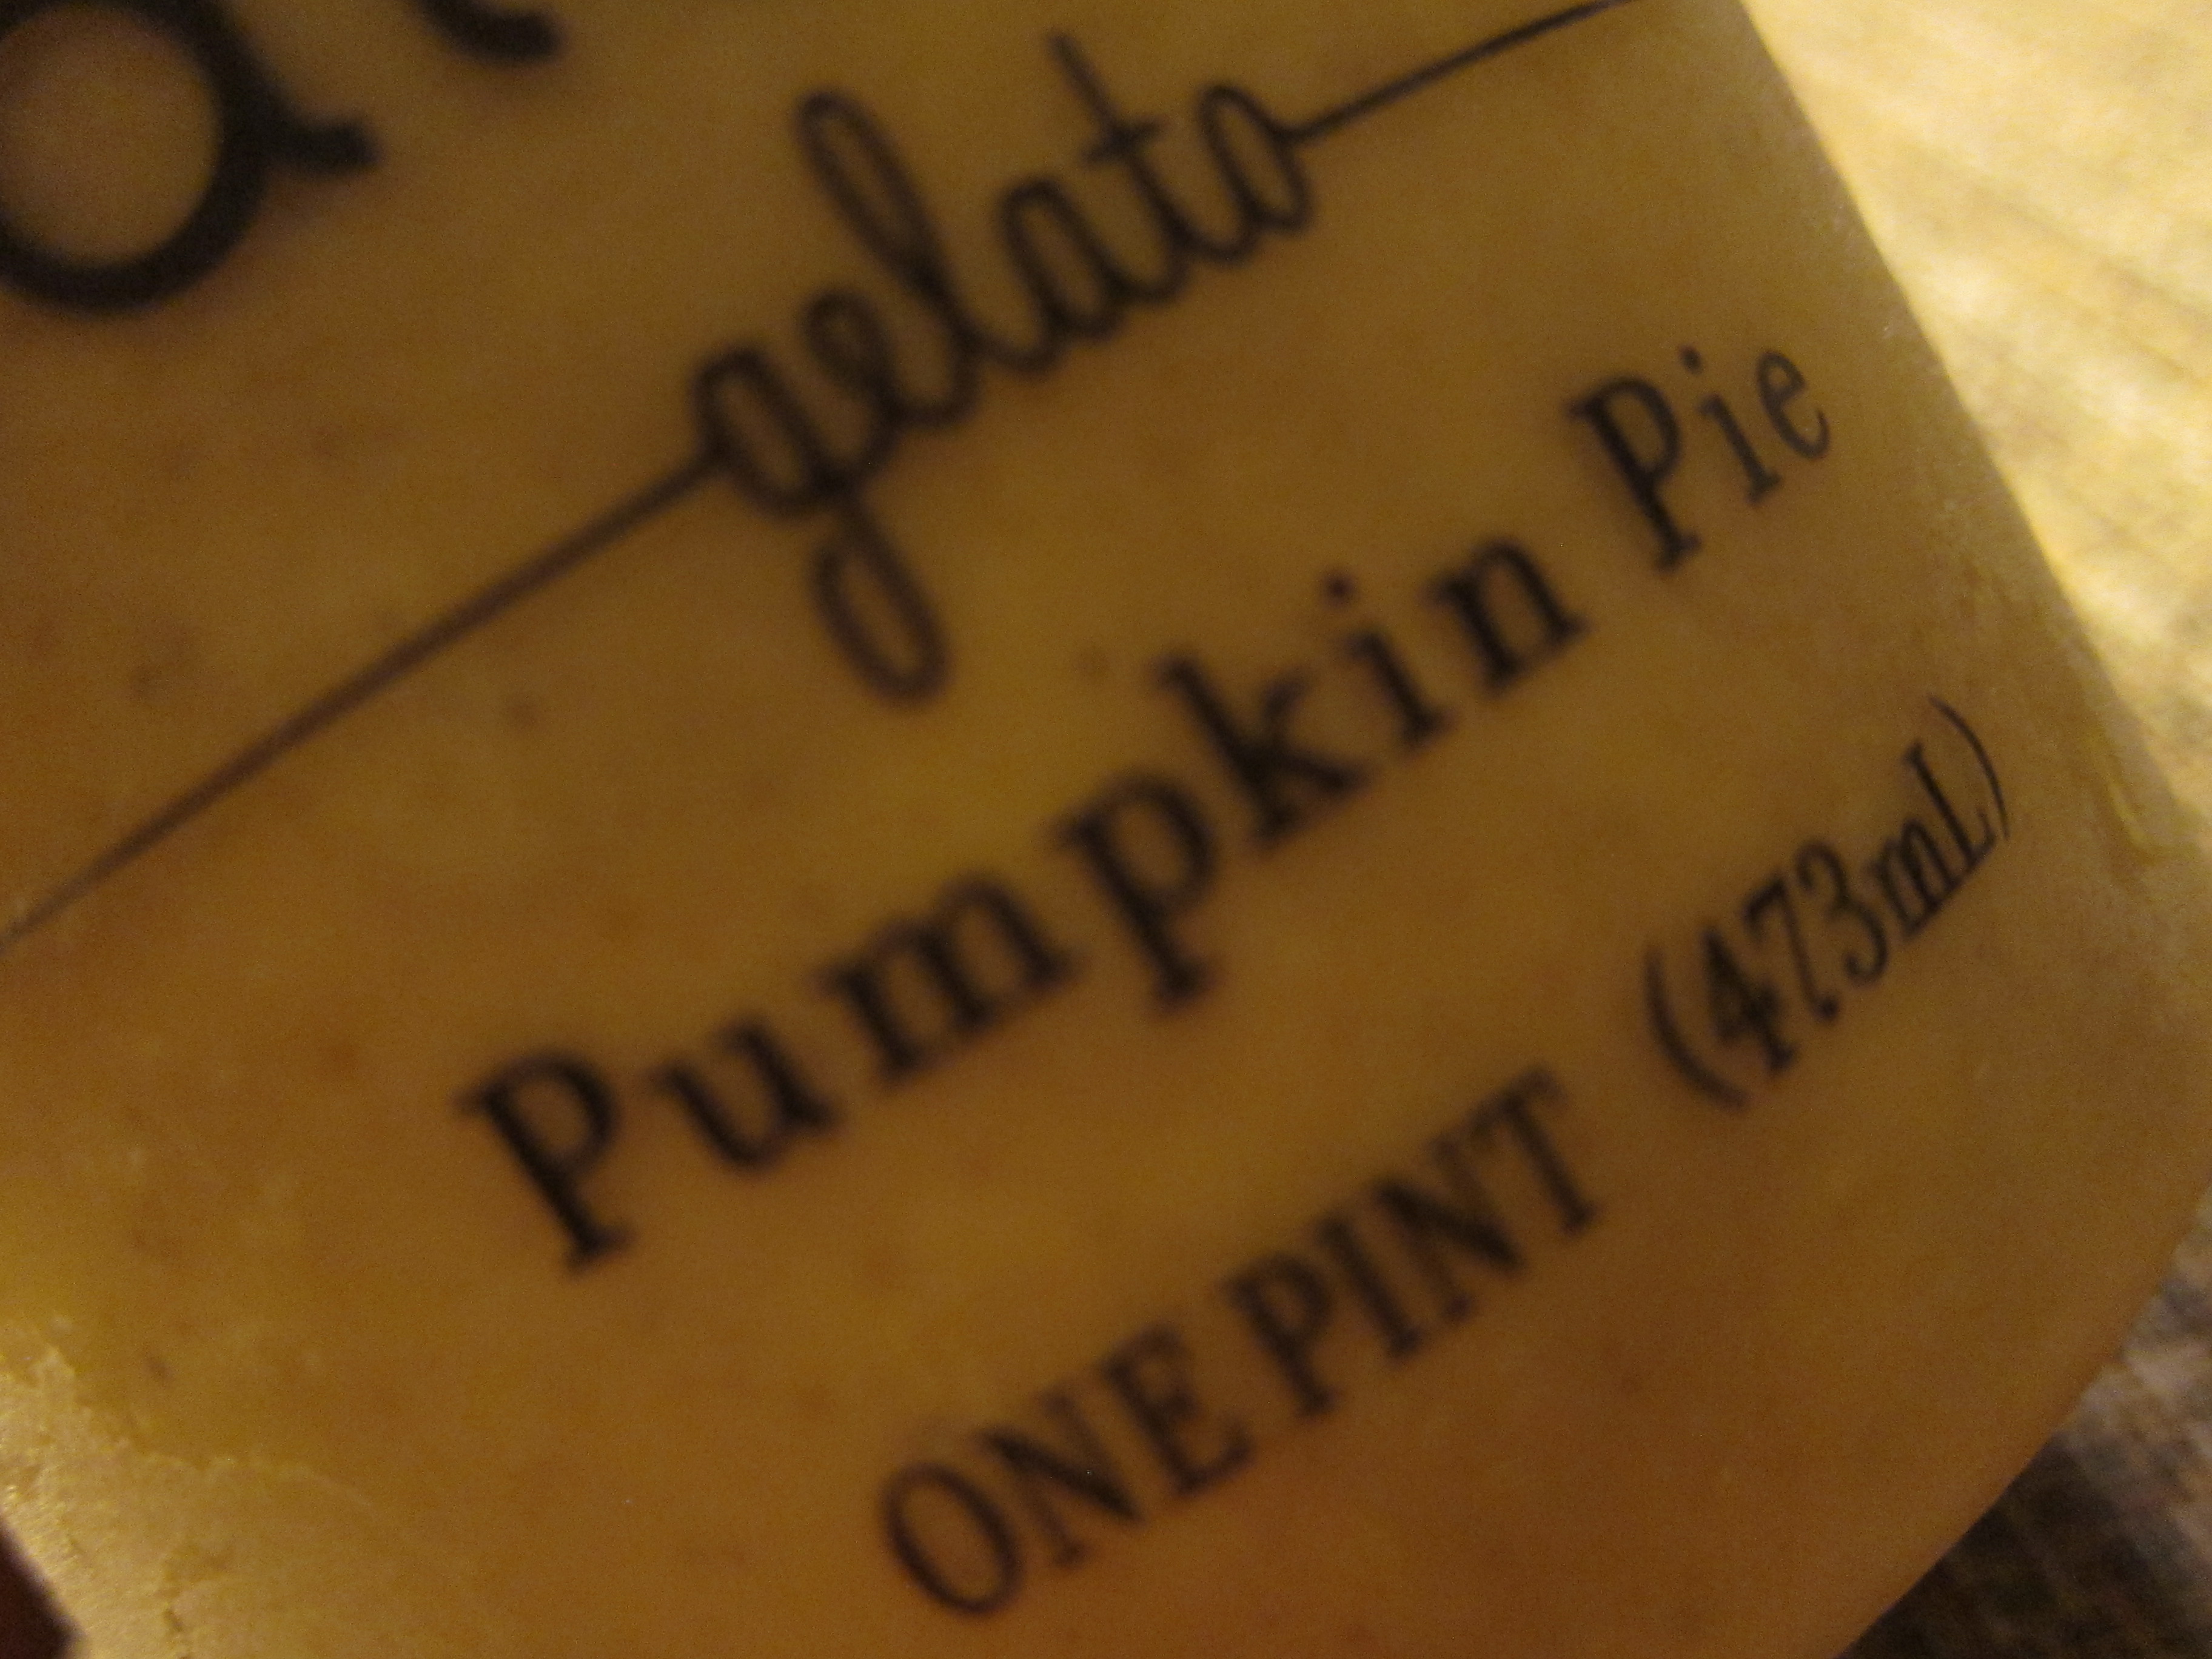 gelato
Pumpkin Pie
ONE PINT (473mL)